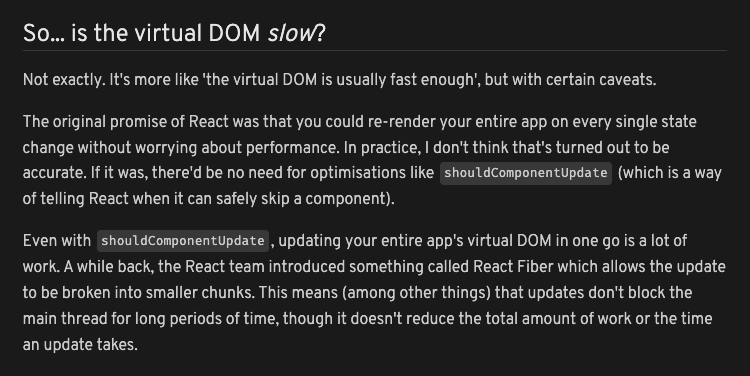 So... is the virtual DOM slow?
Not exactly. It's more like 'the virtual DOM is usually fast enough', but with certain caveats.
The original promise of React was that you could re-render your entire app on every single state
change without worrying about performance. In practice, I don't think that's turned out to be
accurate. If it was, there'd be no need for optimisations like shouldComponentUpdate (which is a way
of telling React when it can safely skip a component).
Even with shouldComponentUpdate, updating your entire app's virtual DOM in one go is a lot of
work. A while back, the React team introduced something called React Fiber which allows the update
to be broken into smaller chunks. This means (among other things) that updates don't block the
main thread for long periods of time, though it doesn't reduce the total amount of work or the time
an update takes.